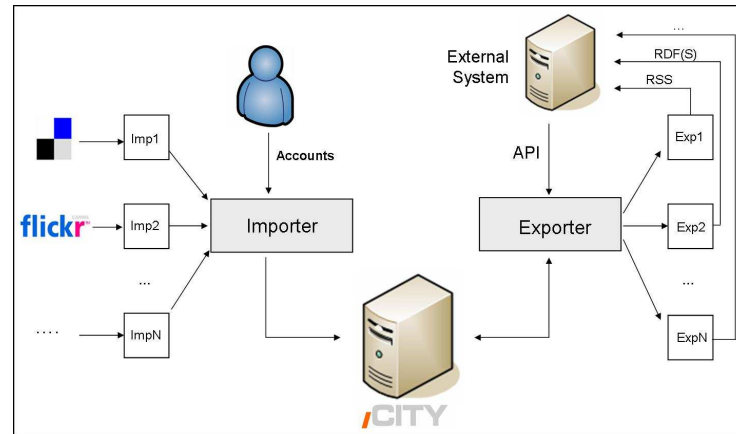 ...
External
System
RDF(S)
RSS
Imp1
Accounts
API
Exp1
flickr
Imp2
Importer
Exporter
Exp2
...
...
....
ImpN
ExpN
iCITY